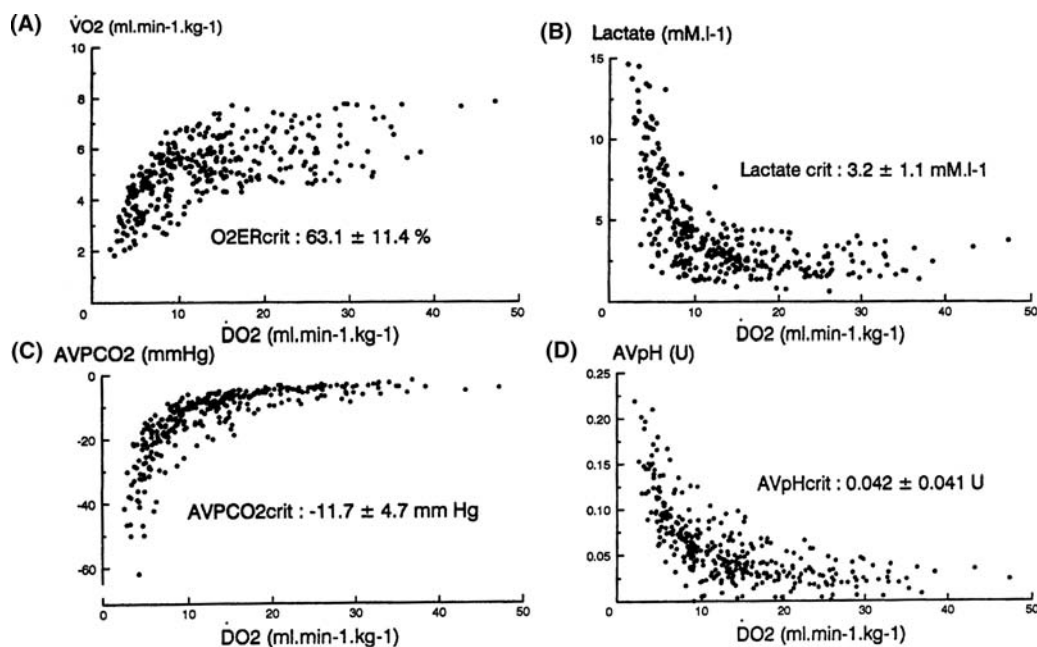 (A) V̇O2 (ml.min-1.kg-1)
10
8
6
4
2
0
O2ERcrit : 63.1 ± 11.4 %
0 10 20 30 40 50
ḊO2 (ml.min-1.kg-1)
(B) Lactate (mM.l-1)
15
10
5
Lactate crit : 3.2 ± 1.1 mM.l-1
0 10 20 30 40 50
ḊO2 (ml.min-1.kg-1)
(C) AVPCO2 (mmHg)
0
-20
-40
-60
AVPCO2crit : -11.7 ± 4.7 mm Hg
0 10 20 30 40 50
ḊO2 (ml.min-1.kg-1)
(D) AVpH (U)
0.25
0.20
0.15
0.10
0.05
AVpHcrit : 0.042 ± 0.041 U
10 20 30 40 50
ḊO2 (ml.min-1.kg-1)